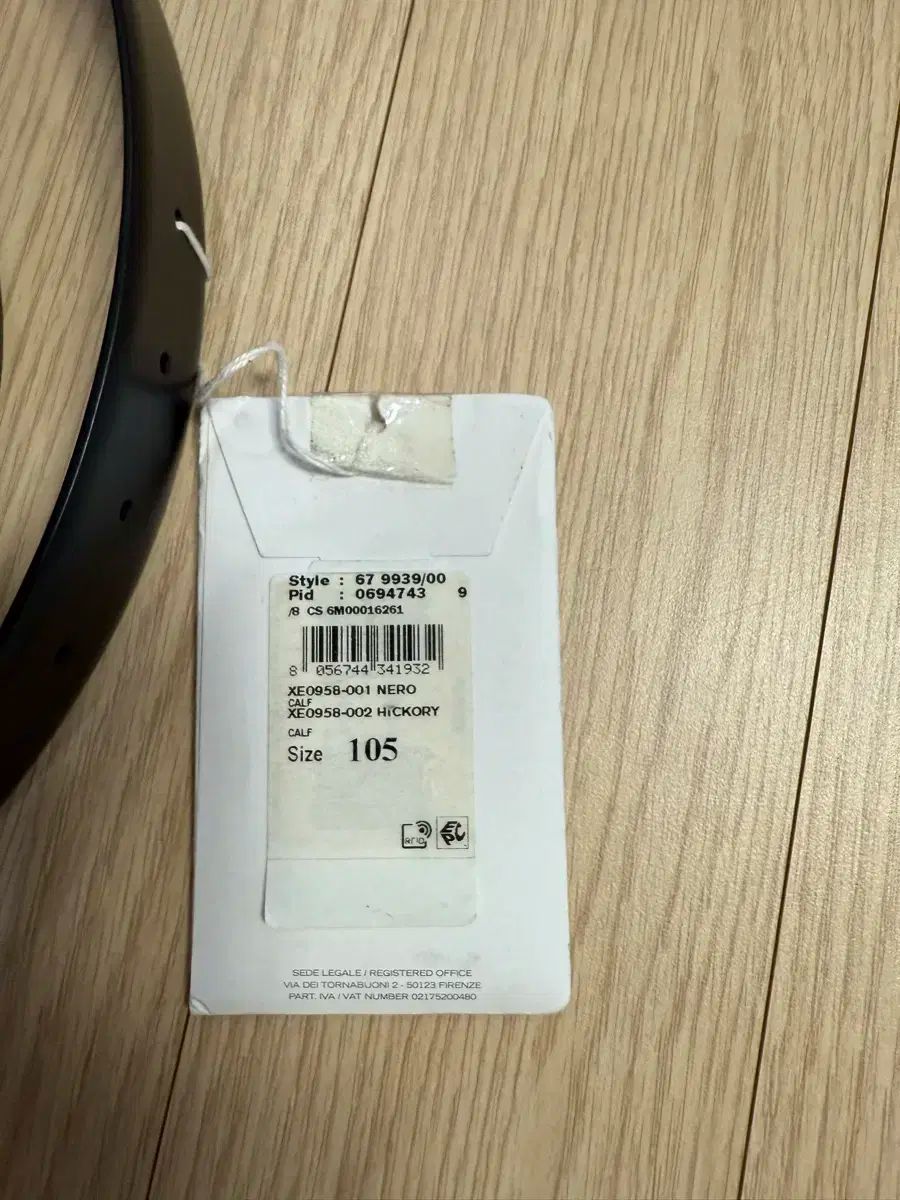 Style : 67 9939/00
Pid : 0694743 9
/8 CS 6M00016261
8 056744 341932
XE0958-001 NERO
CALF
XE0958-002 HICKORY
CALF
Size 105
RFID
EPC
SEDE LEGALE / REGISTERED OFFICE
VIA DEI TORNABUONI 2 - 50123 FIRENZE
PART. IVA / VAT NUMBER 02175200480